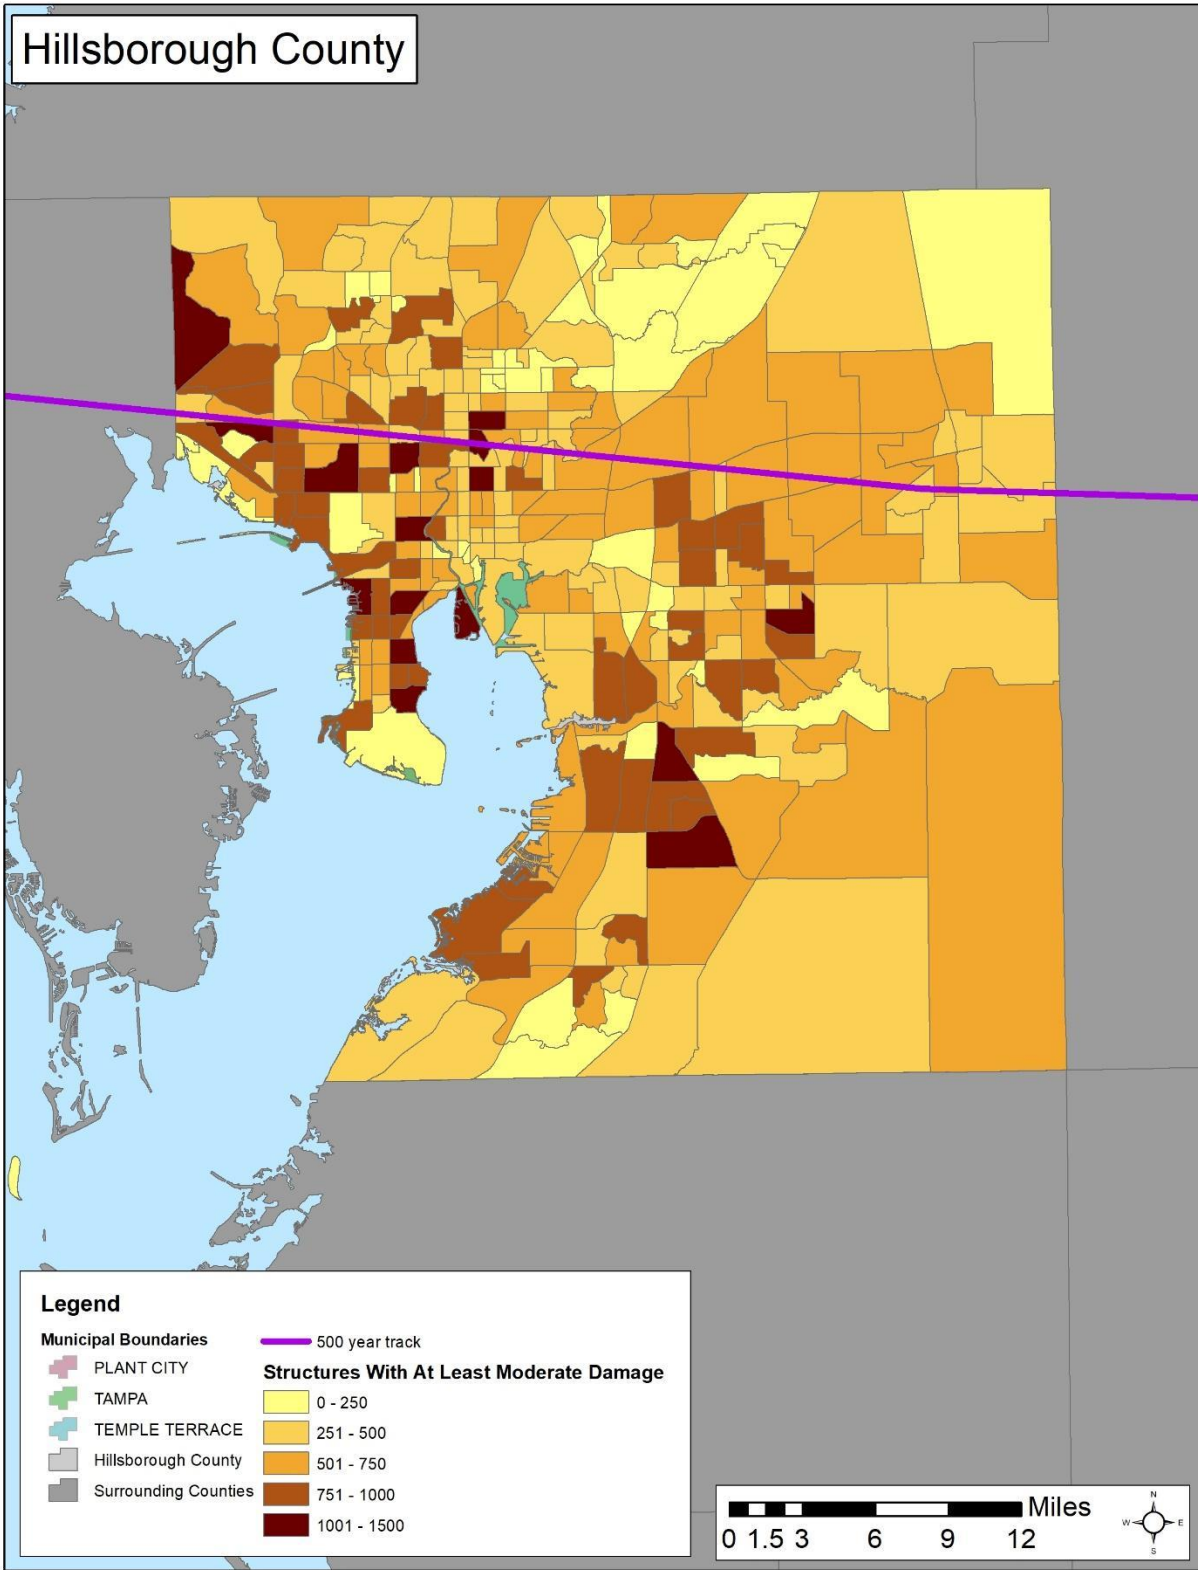 Hillsborough County
Legend
Municipal Boundaries
PLANT CITY
TAMPA
TEMPLE TERRACE
Hillsborough County
Surrounding Counties
500 year track
Structures With At Least Moderate Damage
0 - 250
251 - 500
501 - 750
751 - 1000
1001 - 1500
Miles
0 1.5 3 6 9 12
N
W E
S